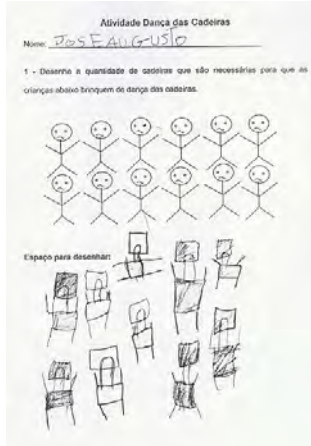 Atividade Dança das Cadeiras
Nome: JOSE AUGUSTO
1 - Desenhe a quantidade de cadeiras que são necessárias para que as
crianças abaixo brinquem de dança das cadeiras.
Espaço para desenhar: